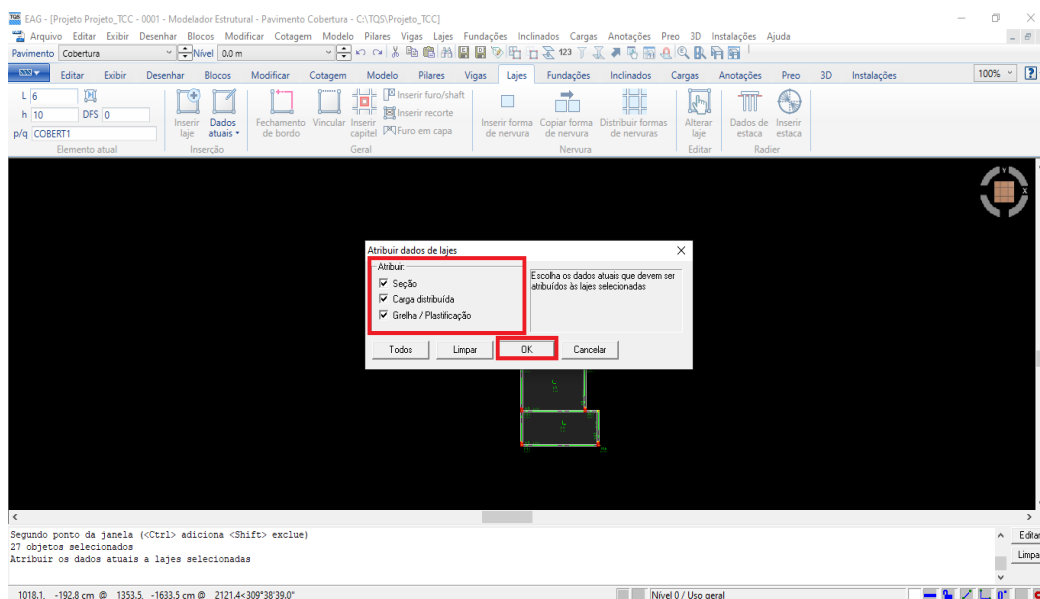 EAG - [Projeto Projeto_TCC - 0001 - Modelador Estrutural - Pavimento Cobertura - C:\TQS\Projeto_TCC]
Arquivo Editar Exibir Desenhar Blocos Modificar Cotagem Modelo Pilares Vigas Lajes Fundações Inclinados Cargas Anotações Preo 3D Instalações Ajuda
Pavimento Cobertura Nível 0.0 m 123
Editar Exibir Desenhar Blocos Modificar Cotagem Modelo Pilares Vigas Lajes Fundações Inclinados Cargas Anotações Preo 3D Instalações 100% ?
L 6
h 10 DFS 0
p/q COBERT1
Elemento atual
Inserir laje
Dados atuais
Inserção
Fechamento de bordo
Vincular
Inserir capitel
Inserir furo/shaft
Inserir recorte
Furo em capa
Geral
Inserir forma de nervura
Copiar forma de nervura
Distribuir formas de nervuras
Nervura
Alterar laje
Editar
Dados de estaca
Inserir estaca
Radier
Y
X
Atribuir dados de lajes
Atribuir:
Seção
Carga distribuída
Grelha / Plastificação
Escolha os dados atuais que devem ser
atribuídos às lajes selecionadas
Todos Limpar OK Cancelar
Segundo ponto da janela (<Ctrl> adiciona <Shift> exclue)
27 objetos selecionados
Atribuir os dados atuais a lajes selecionadas
Editar
Limpa
1018.1, -192.8 cm @ 1353.5, -1633.5 cm @ 2121.4<309°38'39.0"
Nível 0 / Uso geral